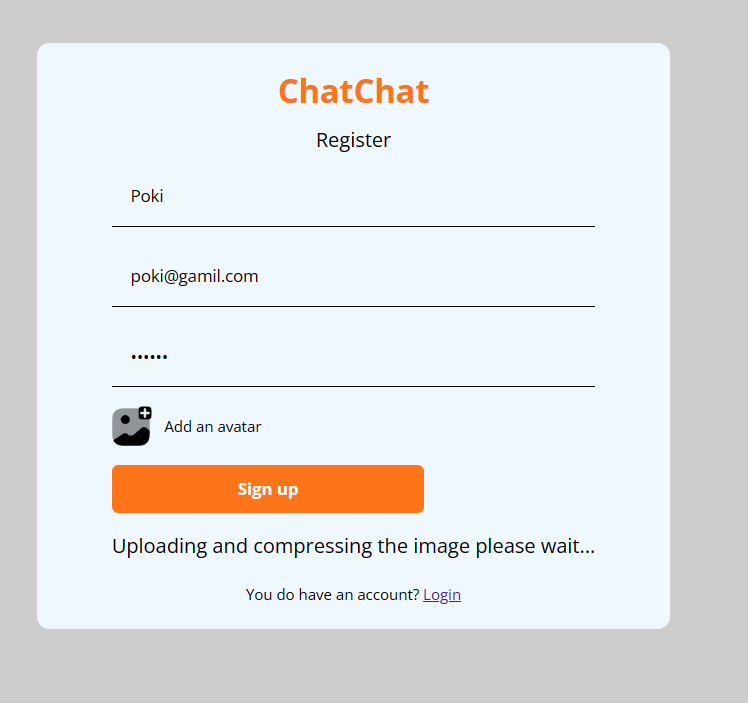 ChatChat
Register
Poki
poki@gamil.com
••••••
Add an avatar
Sign up
Uploading and compressing the image please wait...
You do have an account? Login